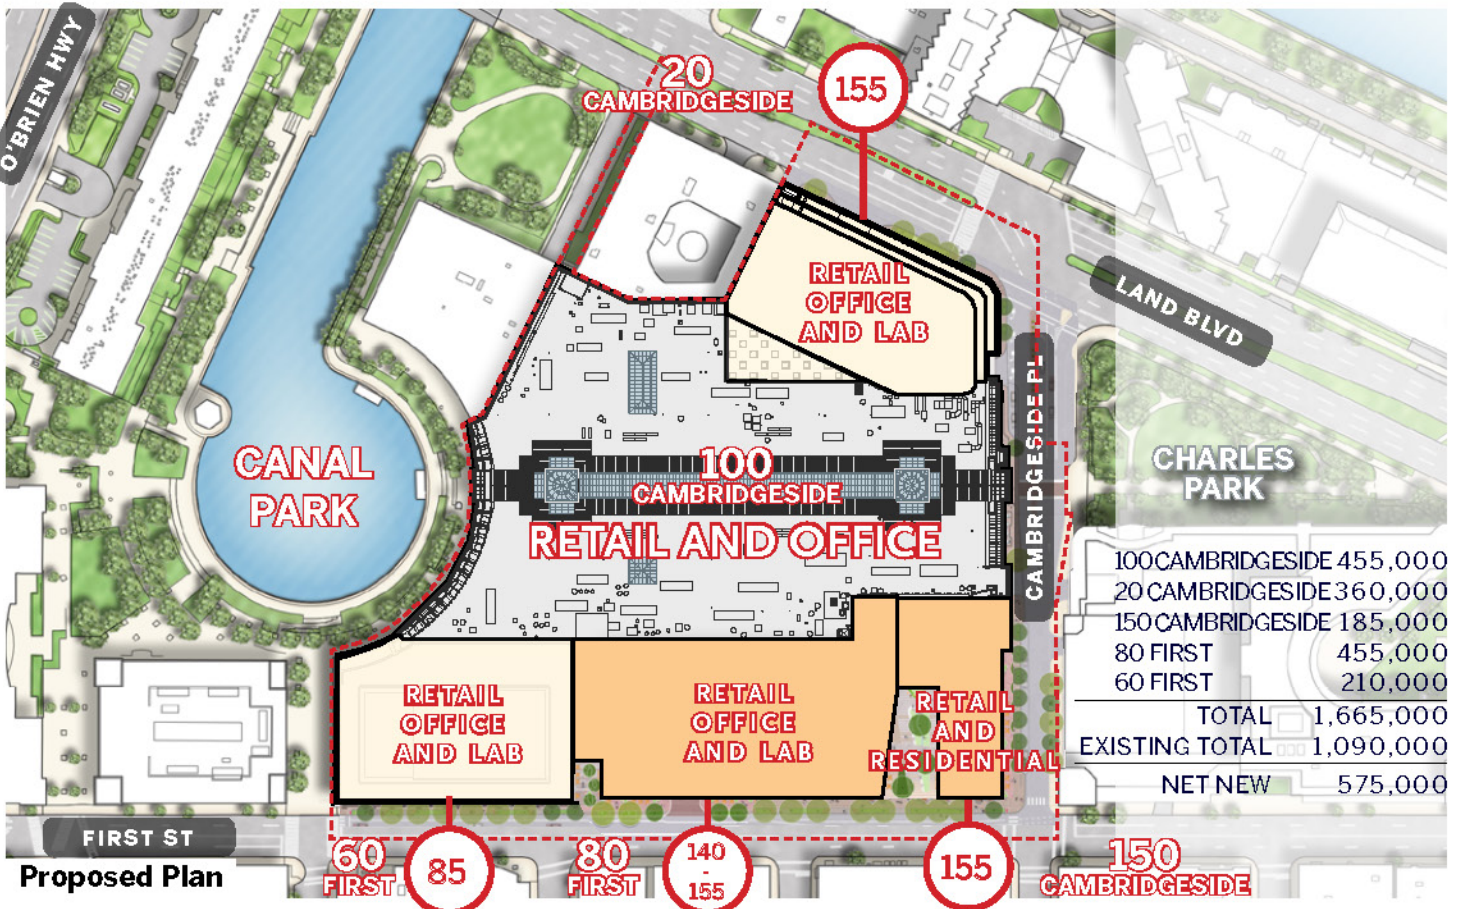 O'BRIEN HWY
20
CAMBRIDGESIDE
155
RETAIL
OFFICE
AND LAB
LAND BLVD
CAMBRIDGESIDE PL
CANAL
PARK
100
CAMBRIDGESIDE
RETAIL AND OFFICE
CHARLES
PARK
100 CAMBRIDGESIDE 455,000
20 CAMBRIDGESIDE 360,000
150 CAMBRIDGESIDE 185,000
80 FIRST 455,000
60 FIRST 210,000
TOTAL 1,665,000
EXISTING TOTAL 1,090,000
NET NEW 575,000
RETAIL
OFFICE
AND LAB
RETAIL
OFFICE
AND LAB
RETAIL
AND
RESIDENTIAL
FIRST ST
Proposed Plan
60
FIRST
85
80
FIRST
140
-
155
155
150
CAMBRIDGESIDE